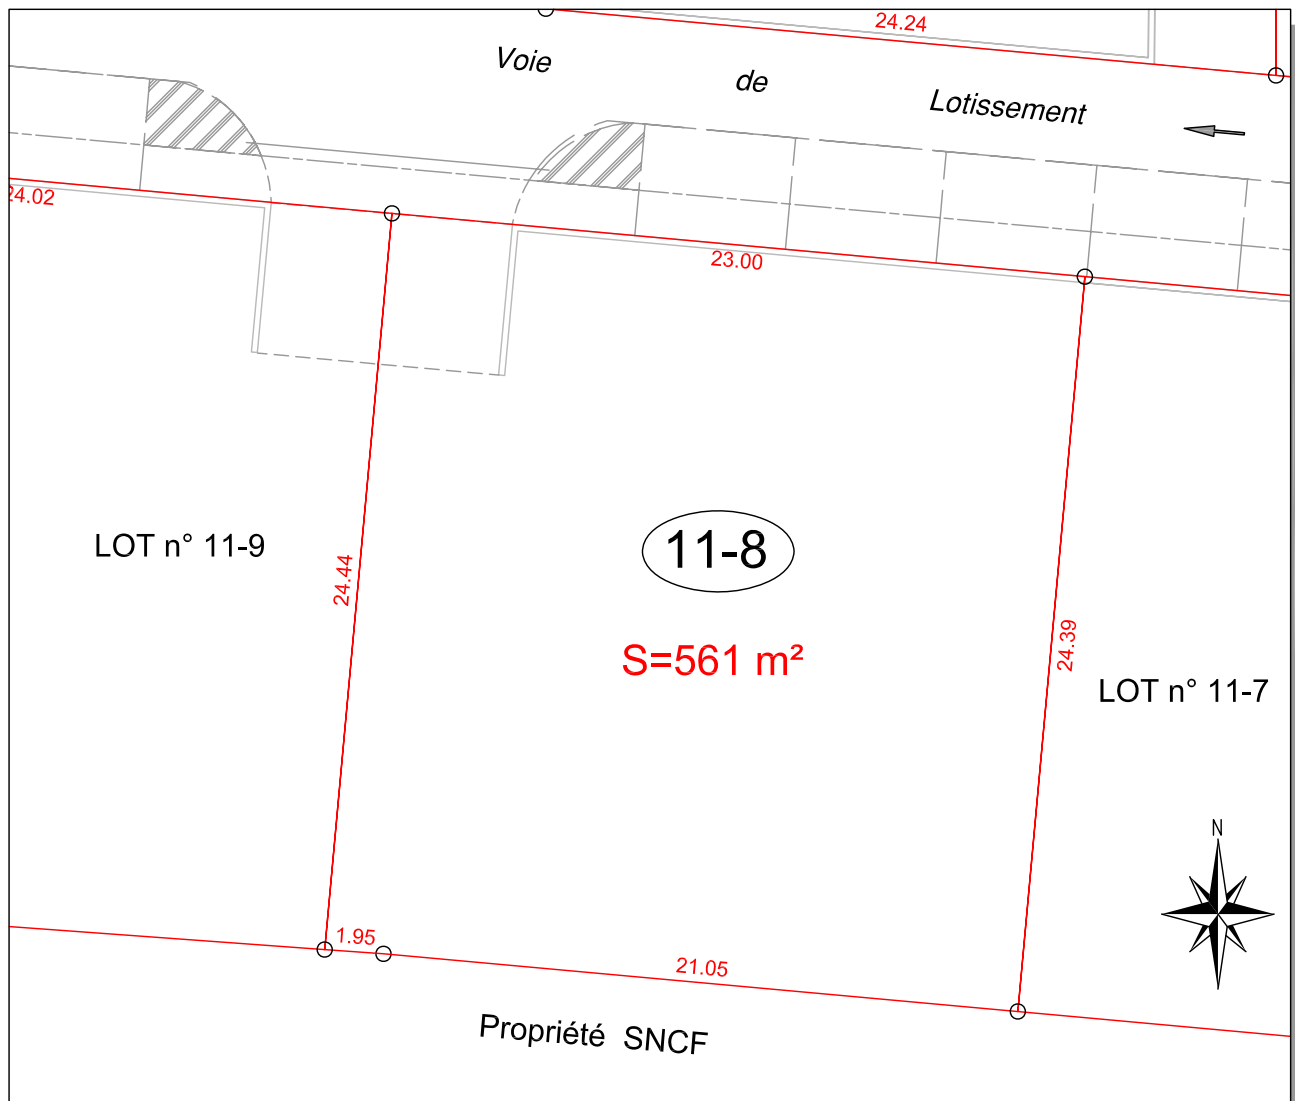 24.24
Voie de Lotissement
24.02
23.00
LOT n° 11-9
24.44
11-8
S=561 m²
24.39
LOT n° 11-7
N
1.95
21.05
Propriété SNCF